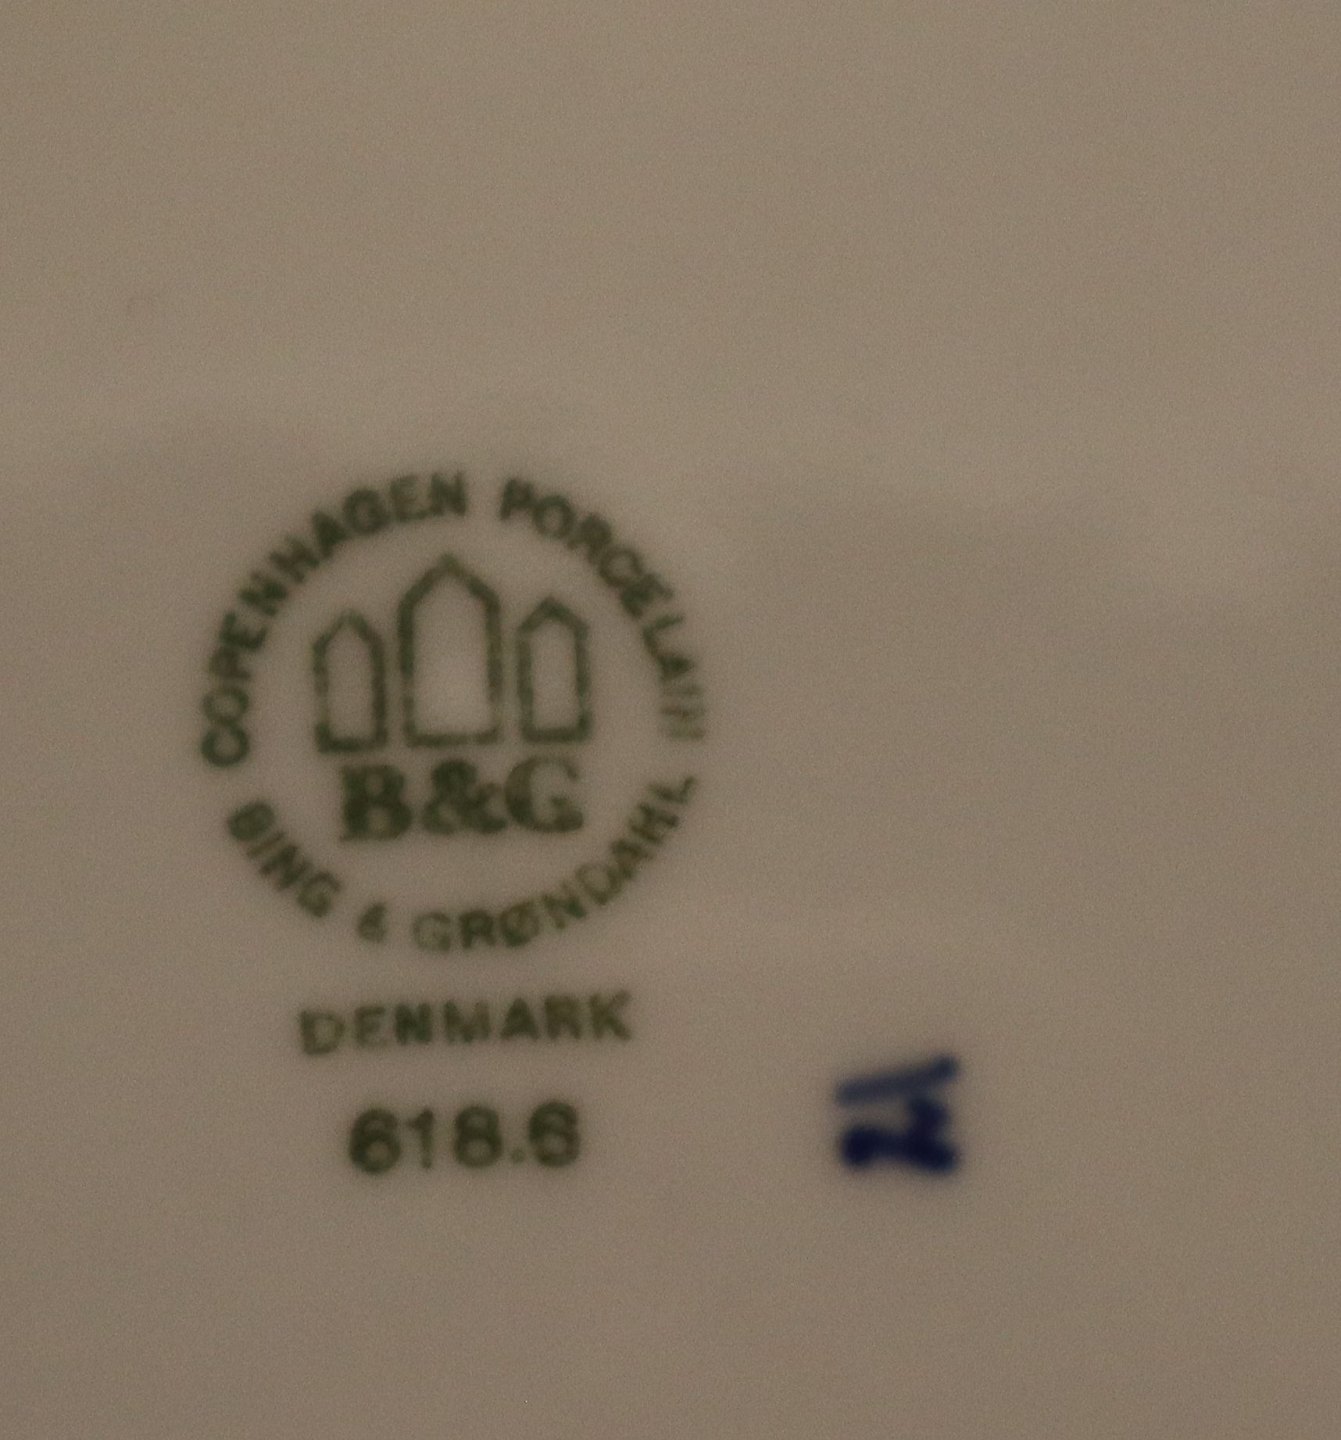 COPENHAGEN PORCELAIN
B&G
BING & GRØNDAHL
DENMARK
618.6